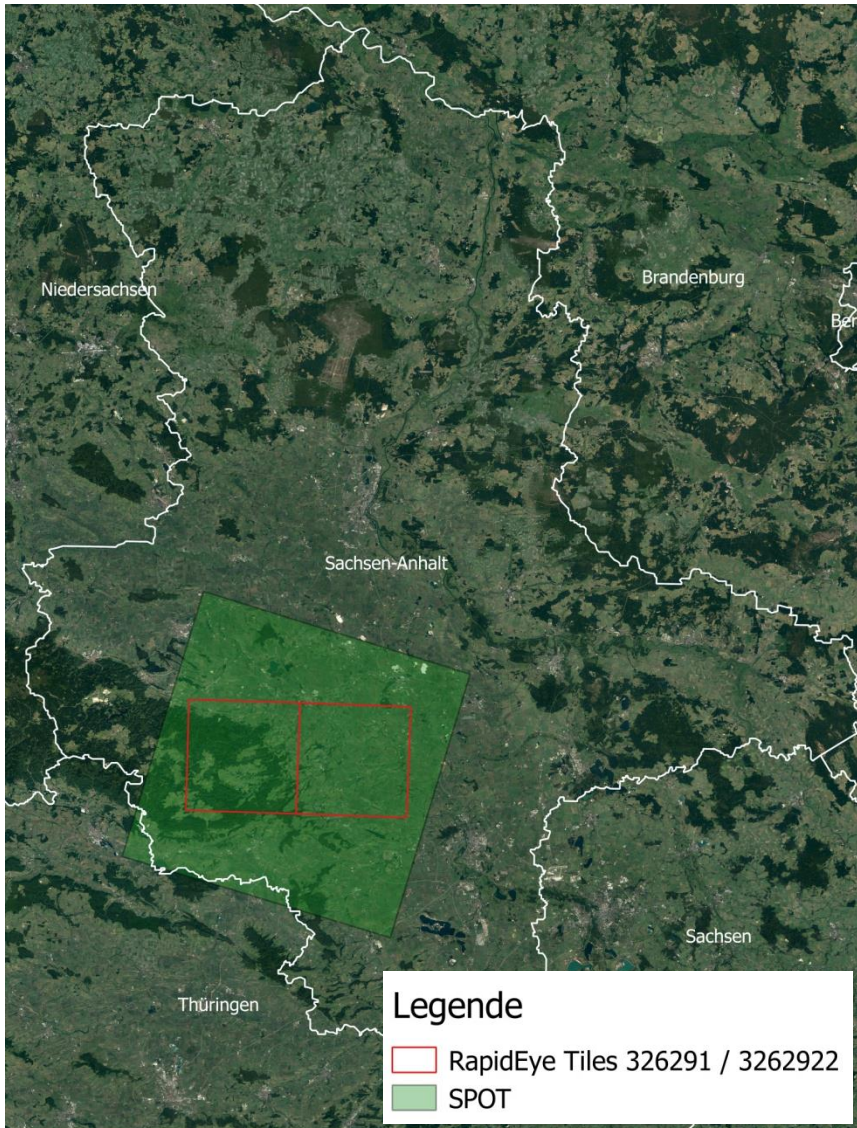 Niedersachsen
Brandenburg
Ber
Sachsen-Anhalt
Sachsen
Thüringen
Legende
RapidEye Tiles 326291 / 3262922
SPOT